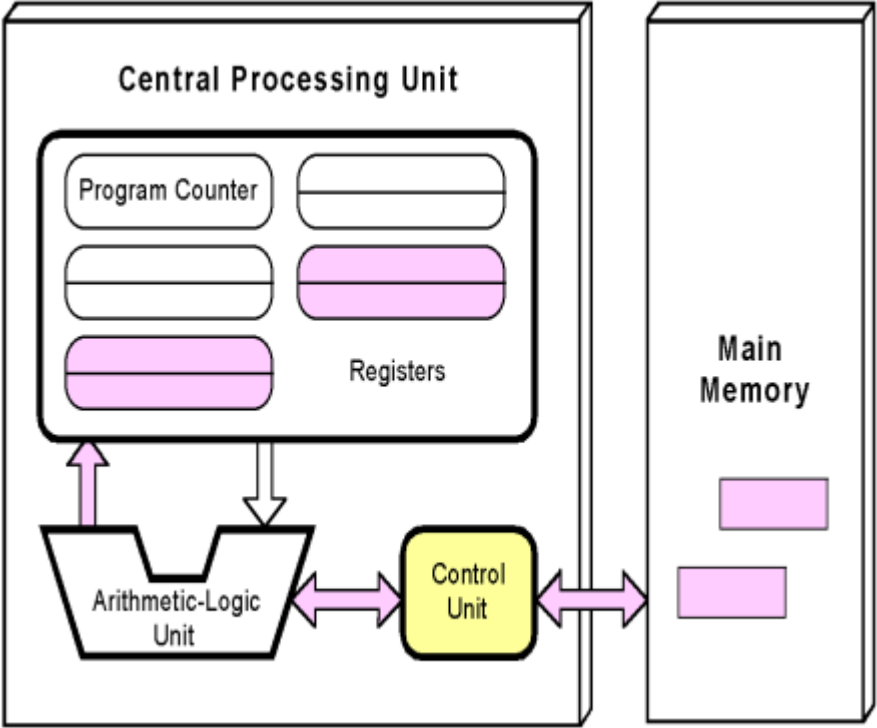 Central Processing Unit
Program Counter
Registers
Main
Memory
Arithmetic-Logic
Unit
Control
Unit